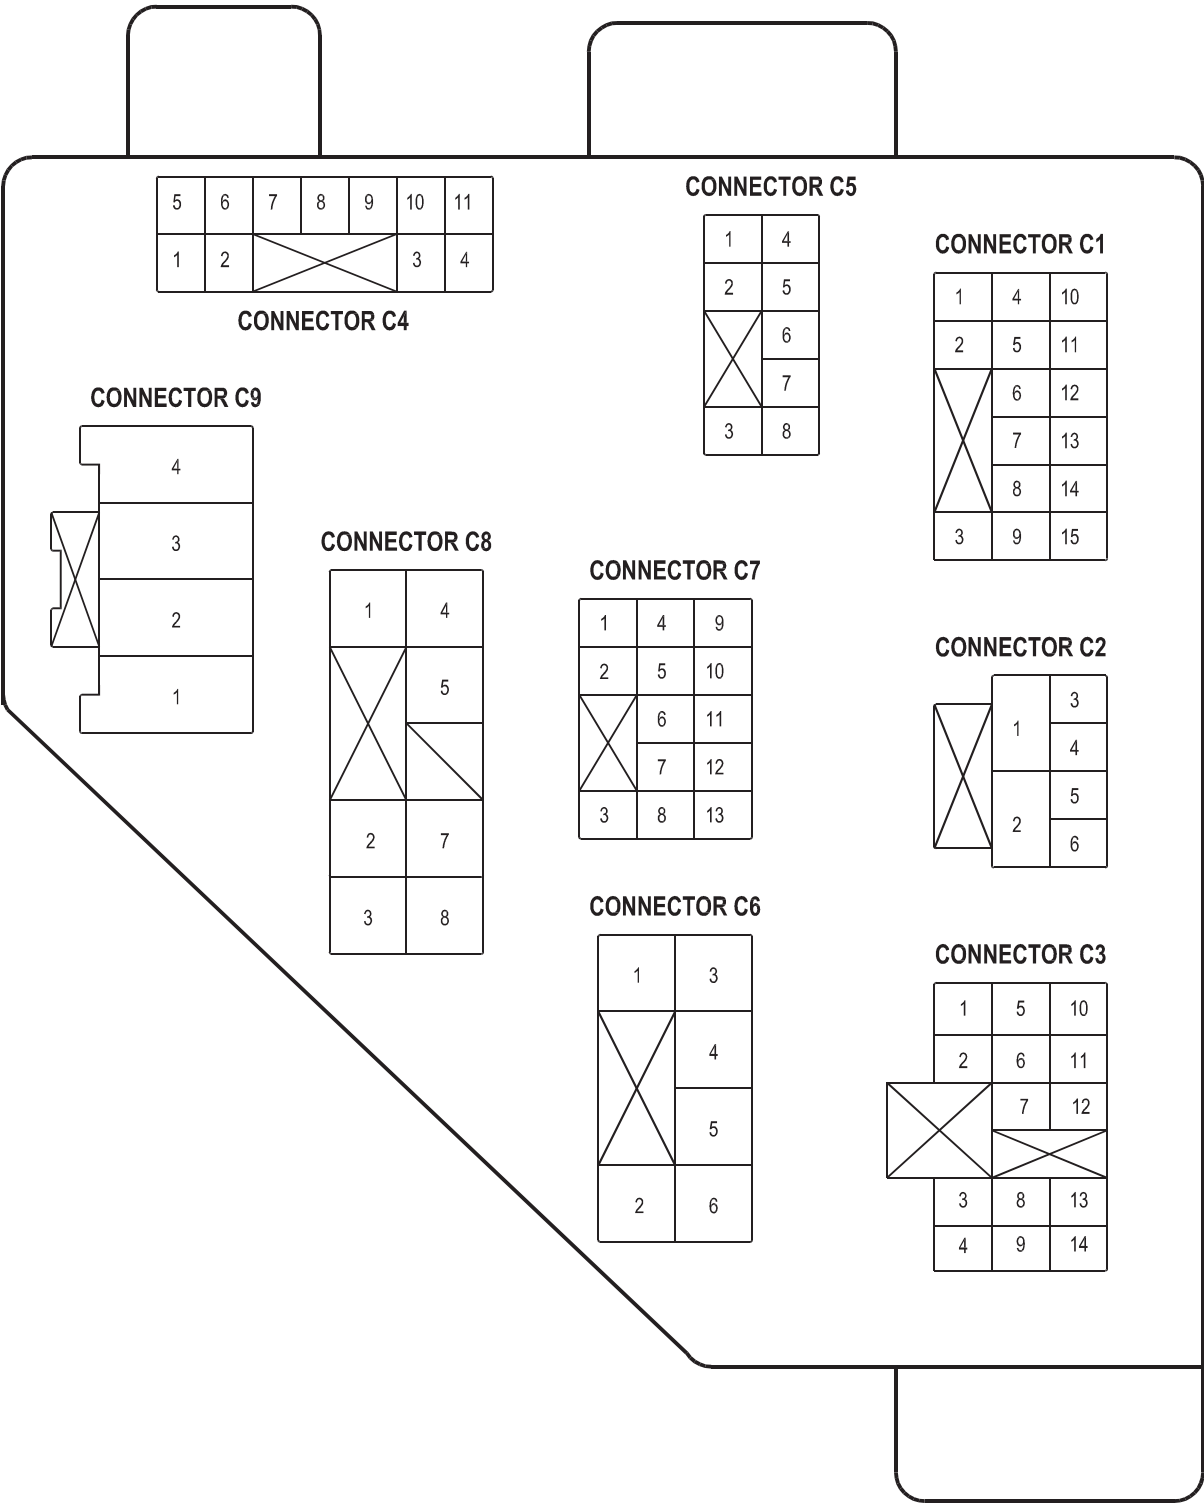 CONNECTOR C5
5 6 7 8 9 10 11
1 2 3 4
CONNECTOR C4
1 4
2 5
6
7
3 8
CONNECTOR C1
1 4 10
2 5 11
6 12
7 13
8 14
3 9 15
CONNECTOR C9
4
3
2
1
CONNECTOR C8
1 4
5
2 7
3 8
CONNECTOR C7
1 4 9
2 5 10
6 11
7 12
3 8 13
CONNECTOR C2
3
1
4
5
2
6
CONNECTOR C6
1 3
4
5
2 6
CONNECTOR C3
1 5 10
2 6 11
7 12
3 8 13
4 9 14